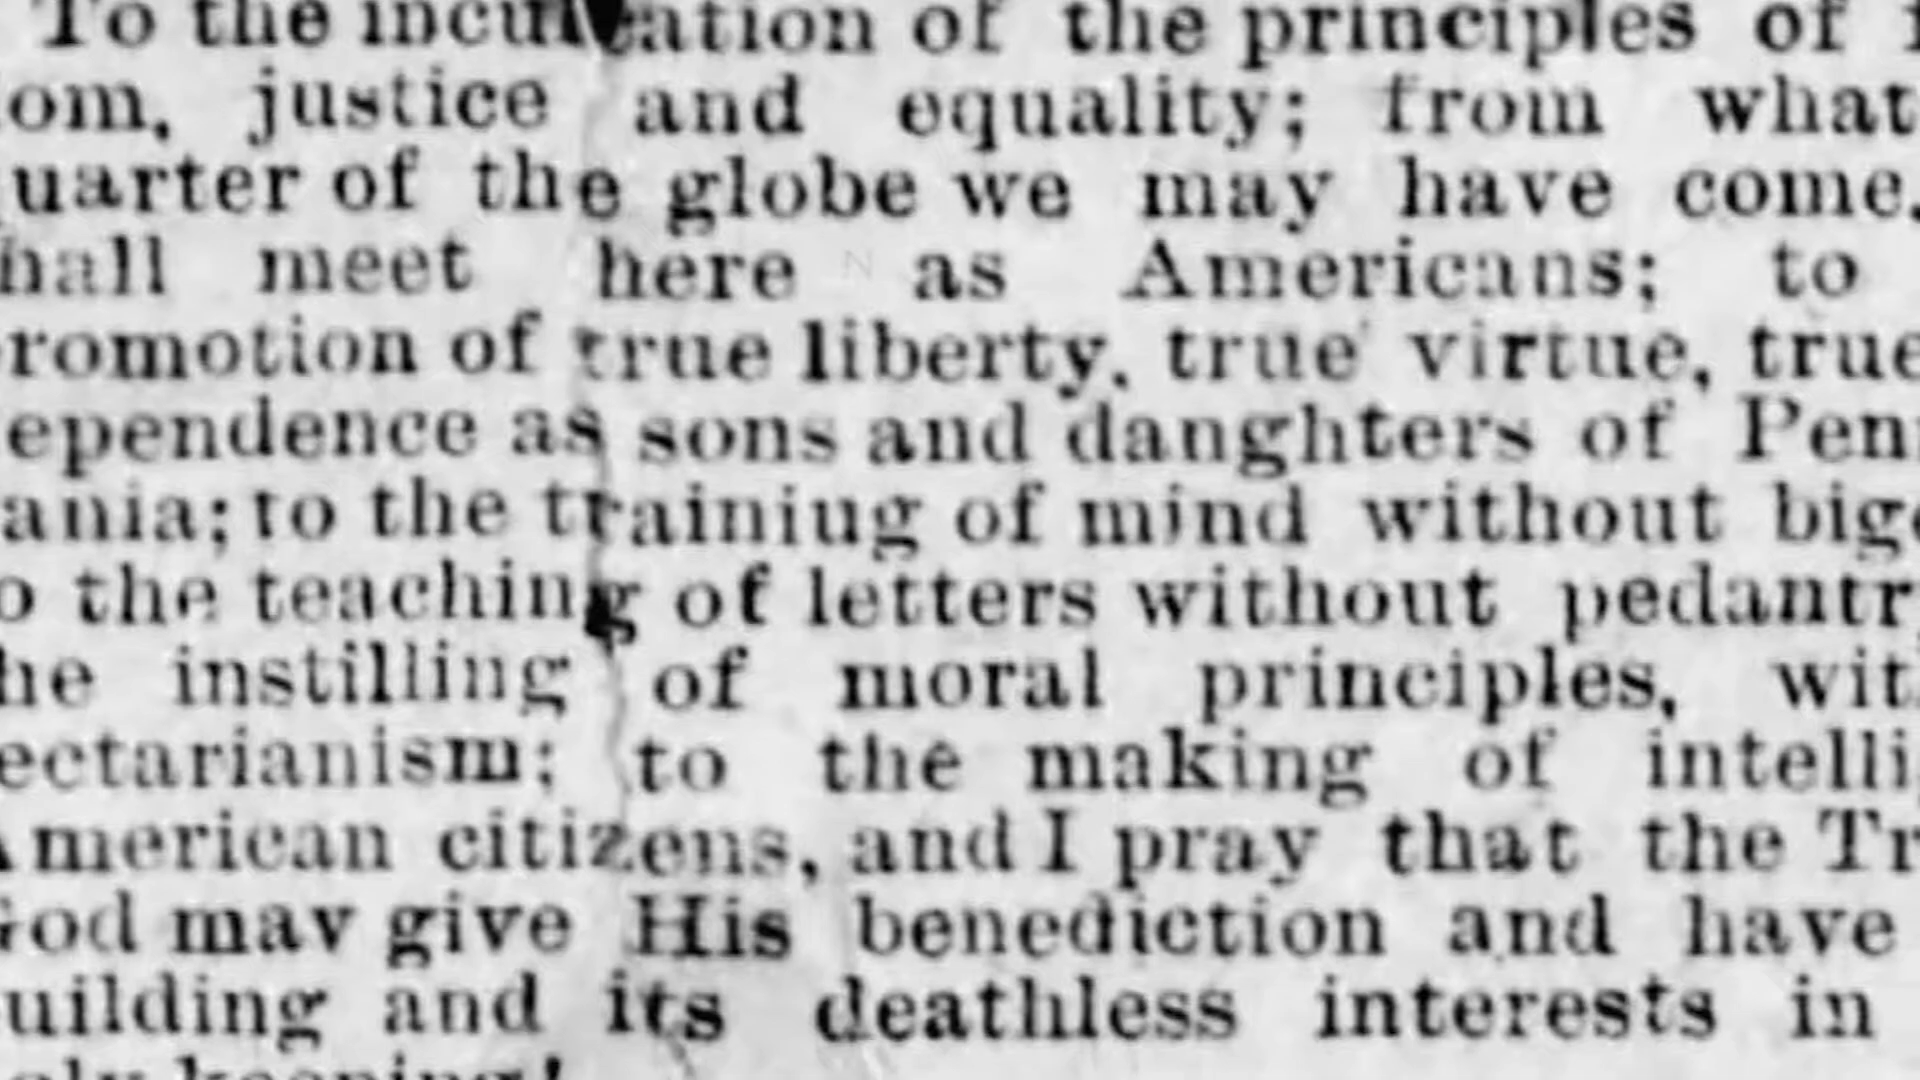 To the inculcation of the principles of
om, justice and equality; from what
uarter of the globe we may have come,
hall meet here as Americans; to
romotion of true liberty, true virtue, true
ependence as sons and danghters of Penn
ania; to the trainiug of mind without bigo
o the teaching of letters without pedantr
he instilling of moral principles, wit
ectarianism; to the making of intelli
American citizens, and I pray that the Tr
God may give His benediction and have
uilding and its deathless interests in
oly keeping!